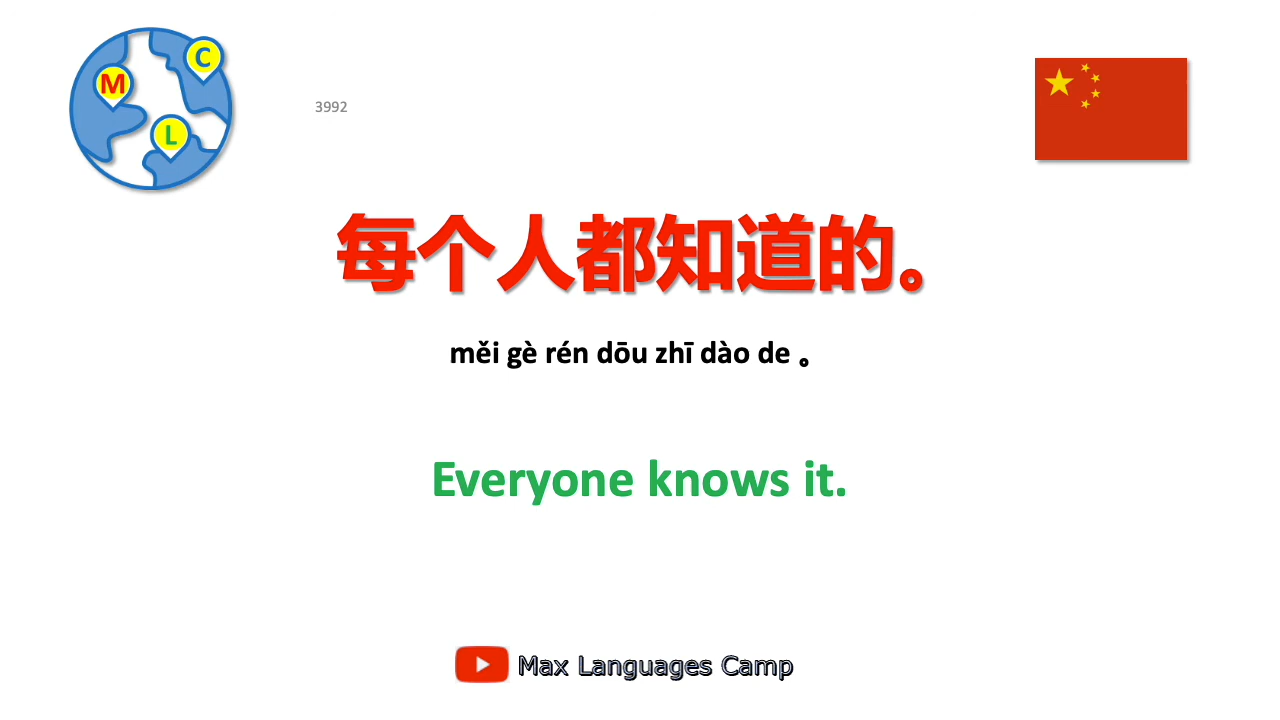 M
C
L
3992
每个人都知道的。
měi gè rén dōu zhī dào de 。
Everyone knows it.
Max Languages Camp